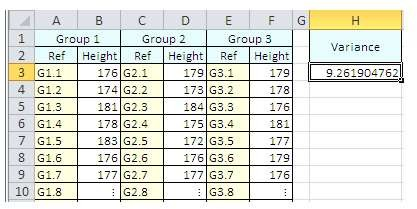 A B C D E F G H
1 Group 1 Group 2 Group 3 Variance
2 Ref Height Ref Height Ref Height
3 G1.1 176 G2.1 179 G3.1 179 9.261904762
4 G1.2 174 G2.2 173 G3.2 178
5 G1.3 181 G2.3 184 G3.3 176
6 G1.4 178 G2.4 175 G3.4 181
7 G1.5 183 G2.5 172 G3.5 177
8 G1.6 176 G2.6 176 G3.6 179
9 G1.7 177 G2.7 177 G3.7 176
10 G1.8 ⋮ G2.8 ⋮ G3.8 ⋮